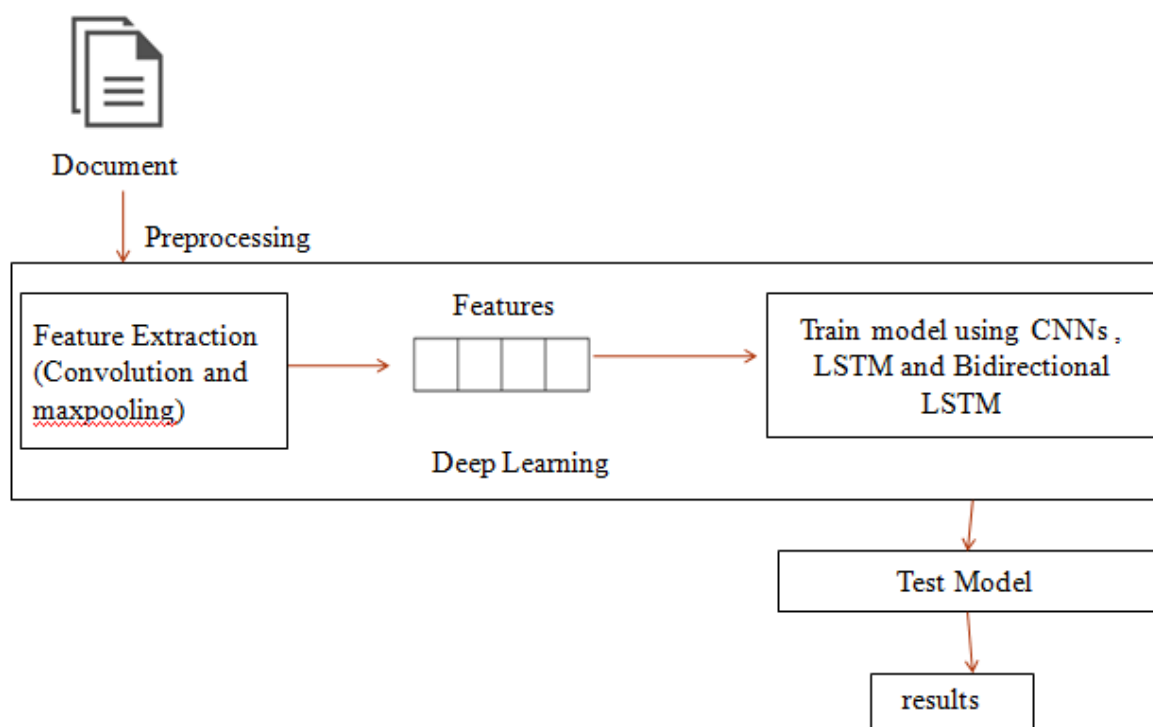 Document
Preprocessing
Feature Extraction
(Convolution and
maxpooling)
Features
Deep Learning
Train model using CNNs ,
LSTM and Bidirectional
LSTM
Test Model
results